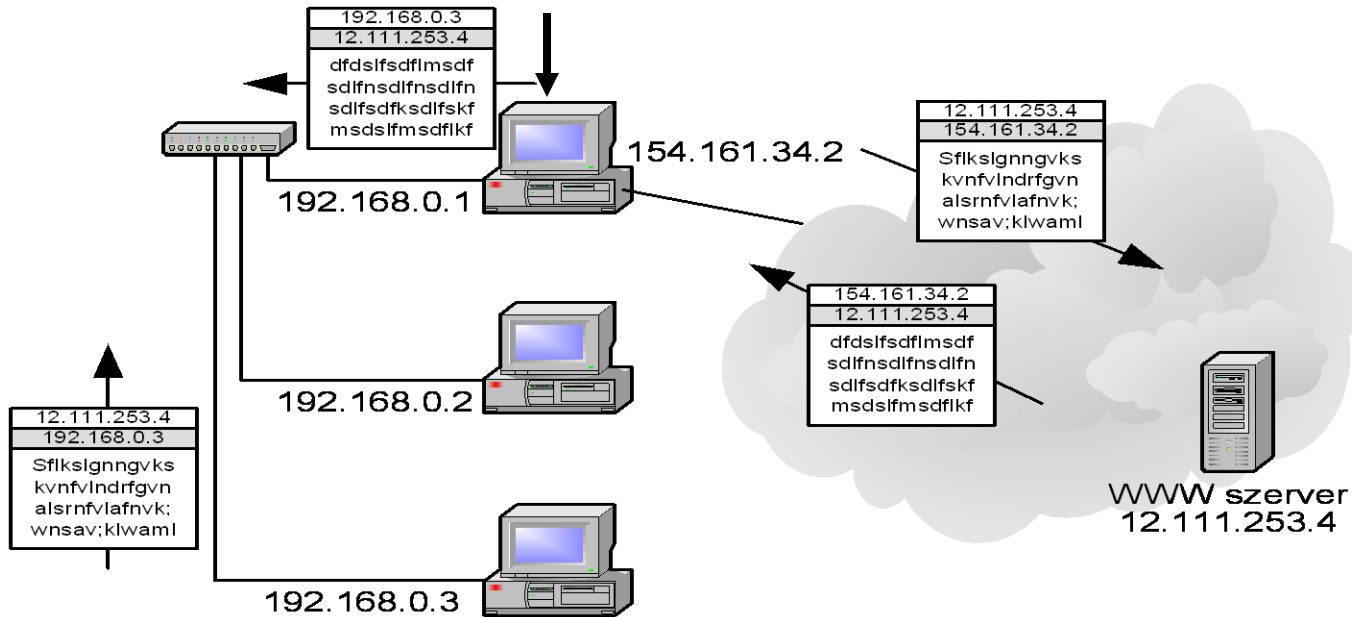 192.168.0.3
12.111.253.4
dfdslfsdflmsdf
sdlfnsdlfnsdlfn
sdlfsdfksdlfskf
msdslfmsdflkf
12.111.253.4
154.161.34.2
Sflkslgnngvks
kvnfvlndrfgvn
alsrnfvlafnvk;
wnsav;klwaml
154.161.34.2
192.168.0.1
154.161.34.2
12.111.253.4
dfdslfsdflmsdf
sdlfnsdlfnsdlfn
sdlfsdfksdlfskf
msdslfmsdflkf
192.168.0.2
12.111.253.4
192.168.0.3
Sflkslgnngvks
kvnfvlndrfgvn
alsrnfvlafnvk;
wnsav;klwaml
WWW szerver
12.111.253.4
192.168.0.3